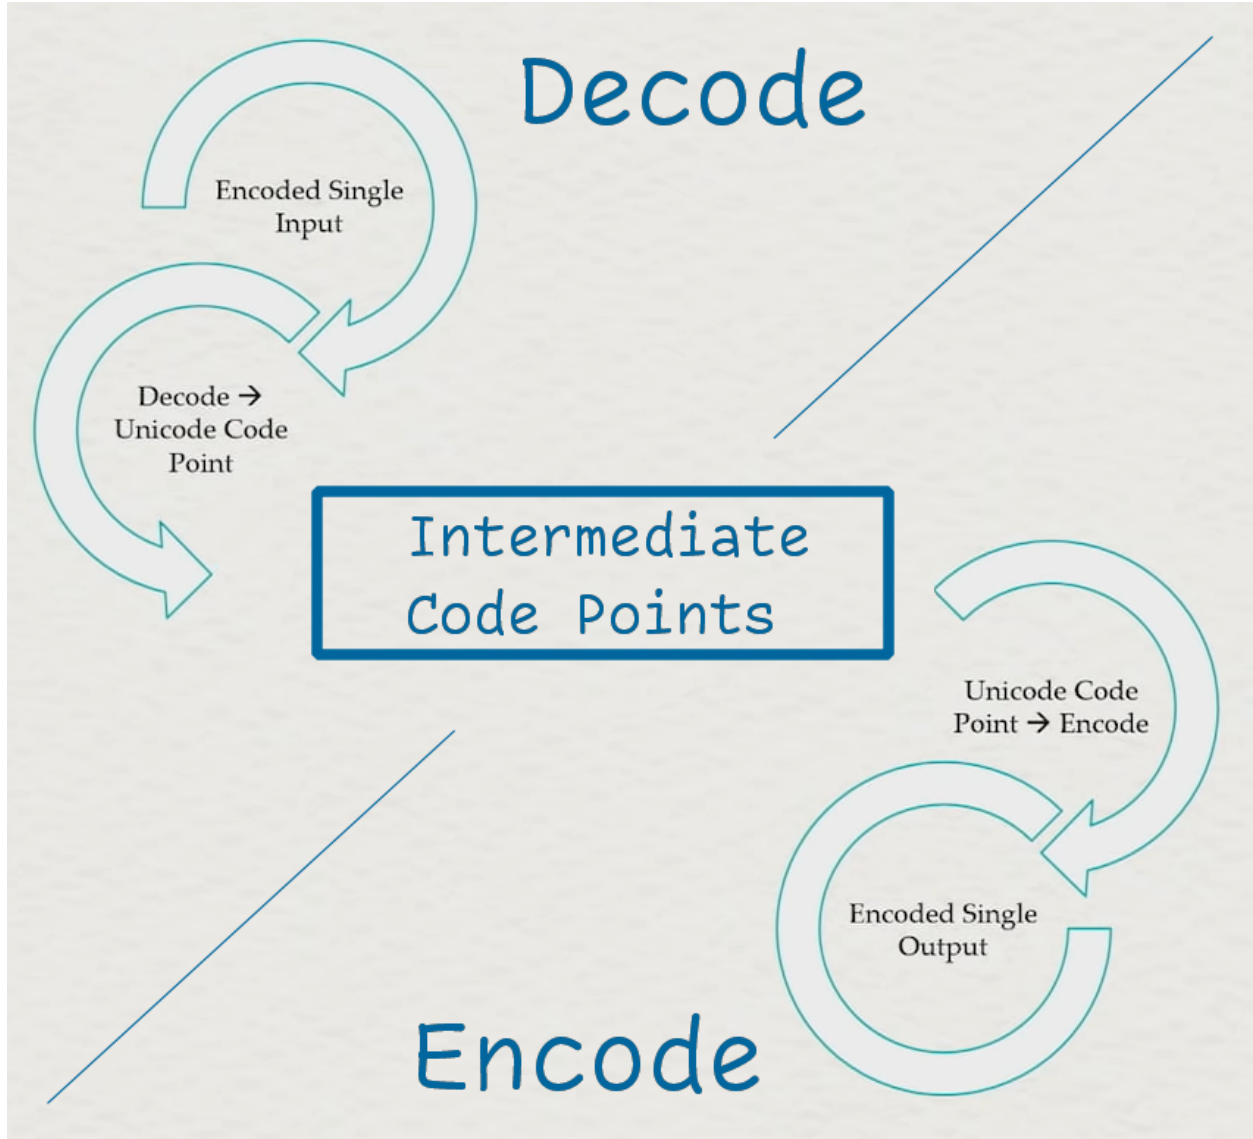 Decode
Encoded Single
Input
Decode →
Unicode Code
Point
Intermediate
Code Points
Unicode Code
Point → Encode
Encoded Single
Output
Encode